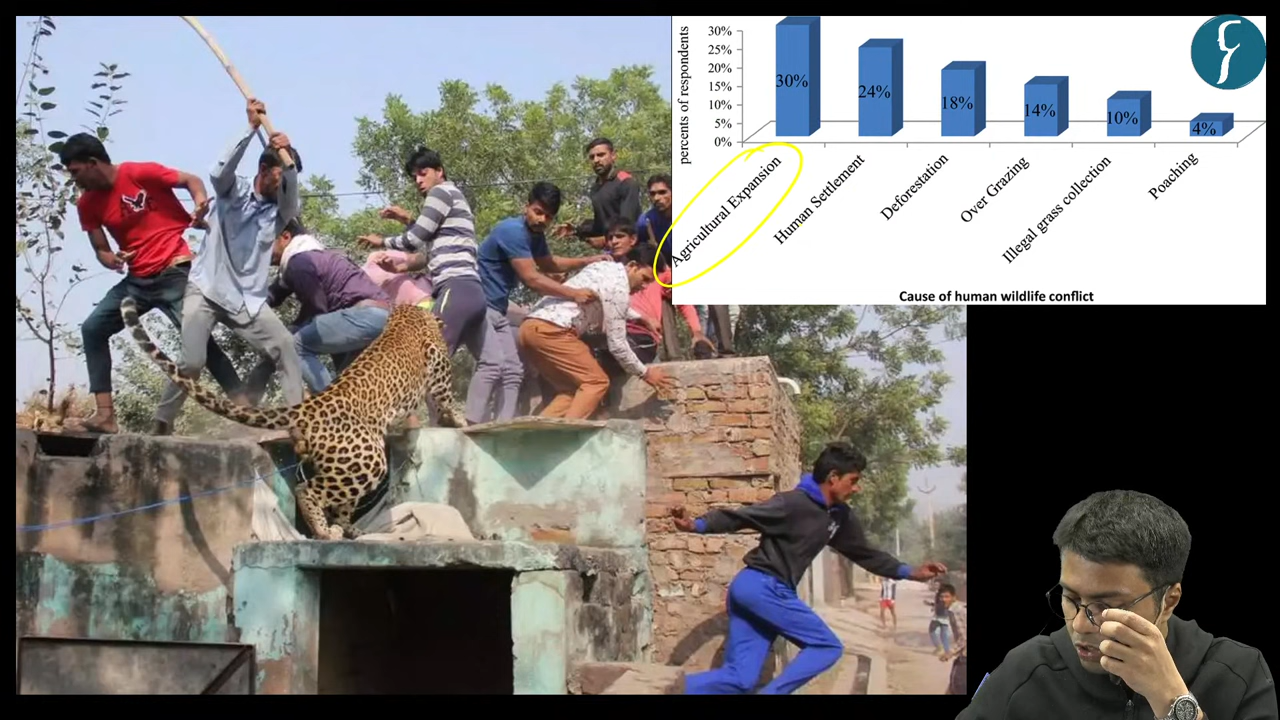 percents of respondents
30%
25%
20%
15%
10%
5%
0%
30%
24%
18%
14%
10%
4%
Agricultural Expansion
Human Settlement
Deforestation
Over Grazing
Illegal grass collection
Poaching
Cause of human wildlife conflict